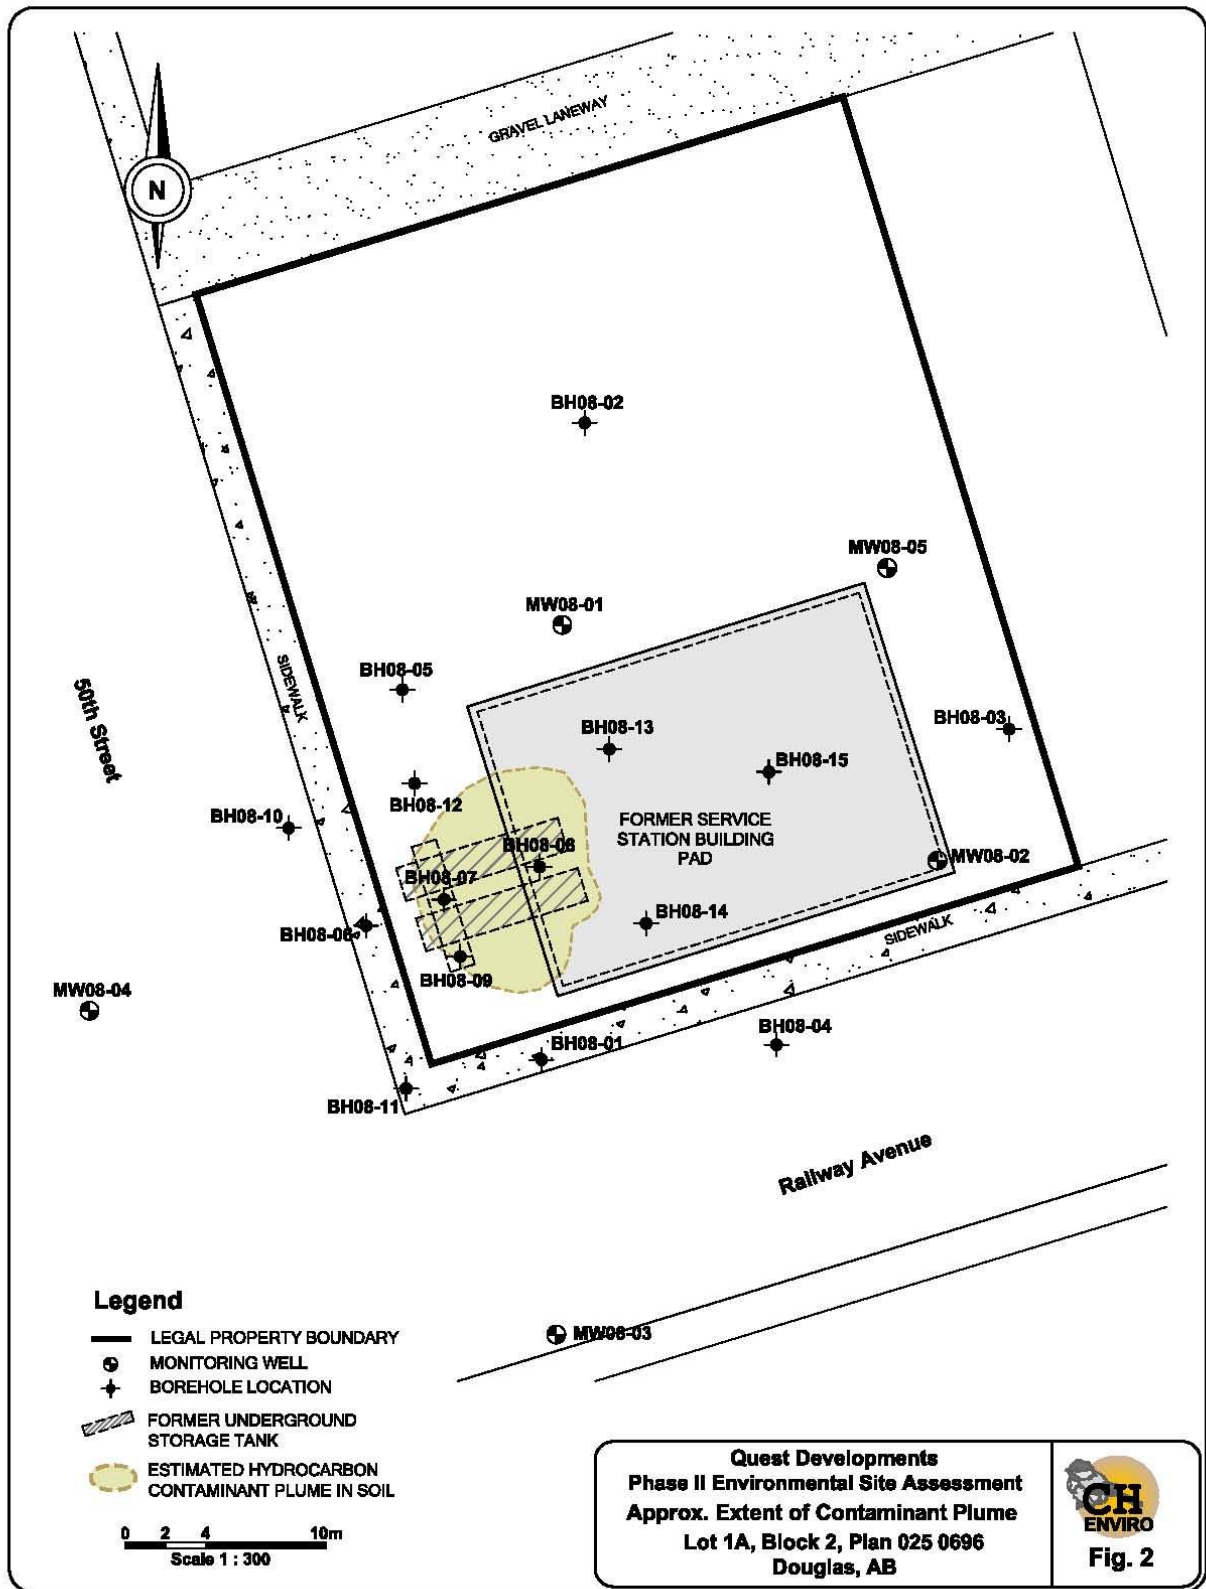 GRAVEL LANEWAY
N
BH08-02
MW08-05
MW08-01
SIDEWALK
BH08-05
50th Street
BH08-13
BH08-03
BH08-15
BH08-12
BH08-10
FORMER SERVICE
STATION BUILDING
PAD
BH08-08
MW08-02
BH08-07
BH08-14
BH08-06
SIDEWALK
BH08-09
MW08-04
BH08-04
BH08-01
BH08-11
Railway Avenue
MW08-03
Legend
LEGAL PROPERTY BOUNDARY
MONITORING WELL
BOREHOLE LOCATION
FORMER UNDERGROUND
STORAGE TANK
ESTIMATED HYDROCARBON
CONTAMINANT PLUME IN SOIL
0 2 4 10m
Scale 1 : 300
Quest Developments
Phase II Environmental Site Assessment
Approx. Extent of Contaminant Plume
Lot 1A, Block 2, Plan 025 0696
Douglas, AB
CH
ENVIRO
Fig. 2